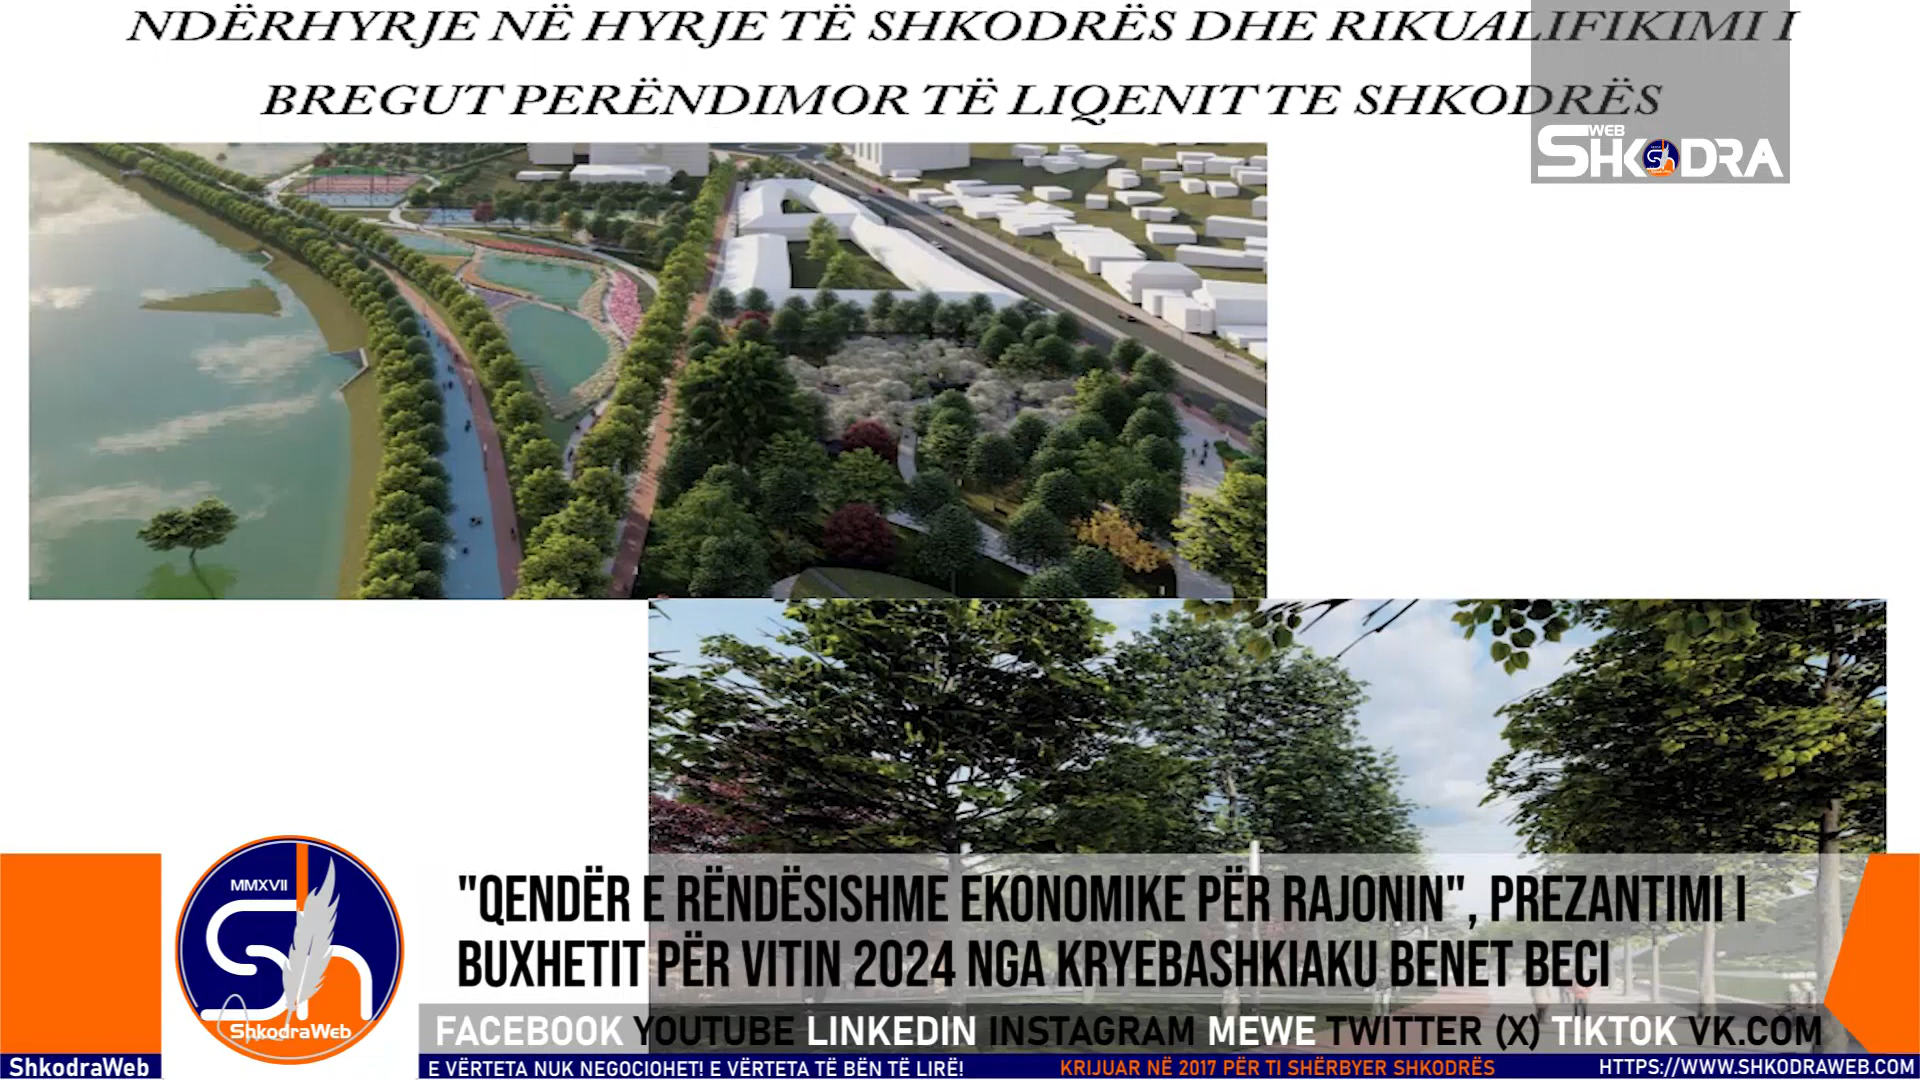 NDËRHYRJE NË HYRJE TË SHKODRËS DHE RIKUALIFIKIMI I
BREGUT PERËNDIMOR TË LIQENIT TE SHKODRËS
WEB
SHKODRA
MMXVII
Sh
ShkodraWeb
"QENDËR E RËNDËSISHME EKONOMIKE PËR RAJONIN", PREZANTIMI I
BUXHETIT PËR VITIN 2024 NGA KRYEBASHKIAKU BENET BECI
FACEBOOK YOUTUBE LINKEDIN INSTAGRAM MEWE TWITTER (X) TIKTOK VK.COM
ShkodraWeb
E VËRTETA NUK NEGOCIOHET! E VËRTETA TË BËN TË LIRË!
KRIJUAR NË 2017 PËR TI SHËRBYER SHKODRËS
HTTPS://WWW.SHKODRAWEB.COM